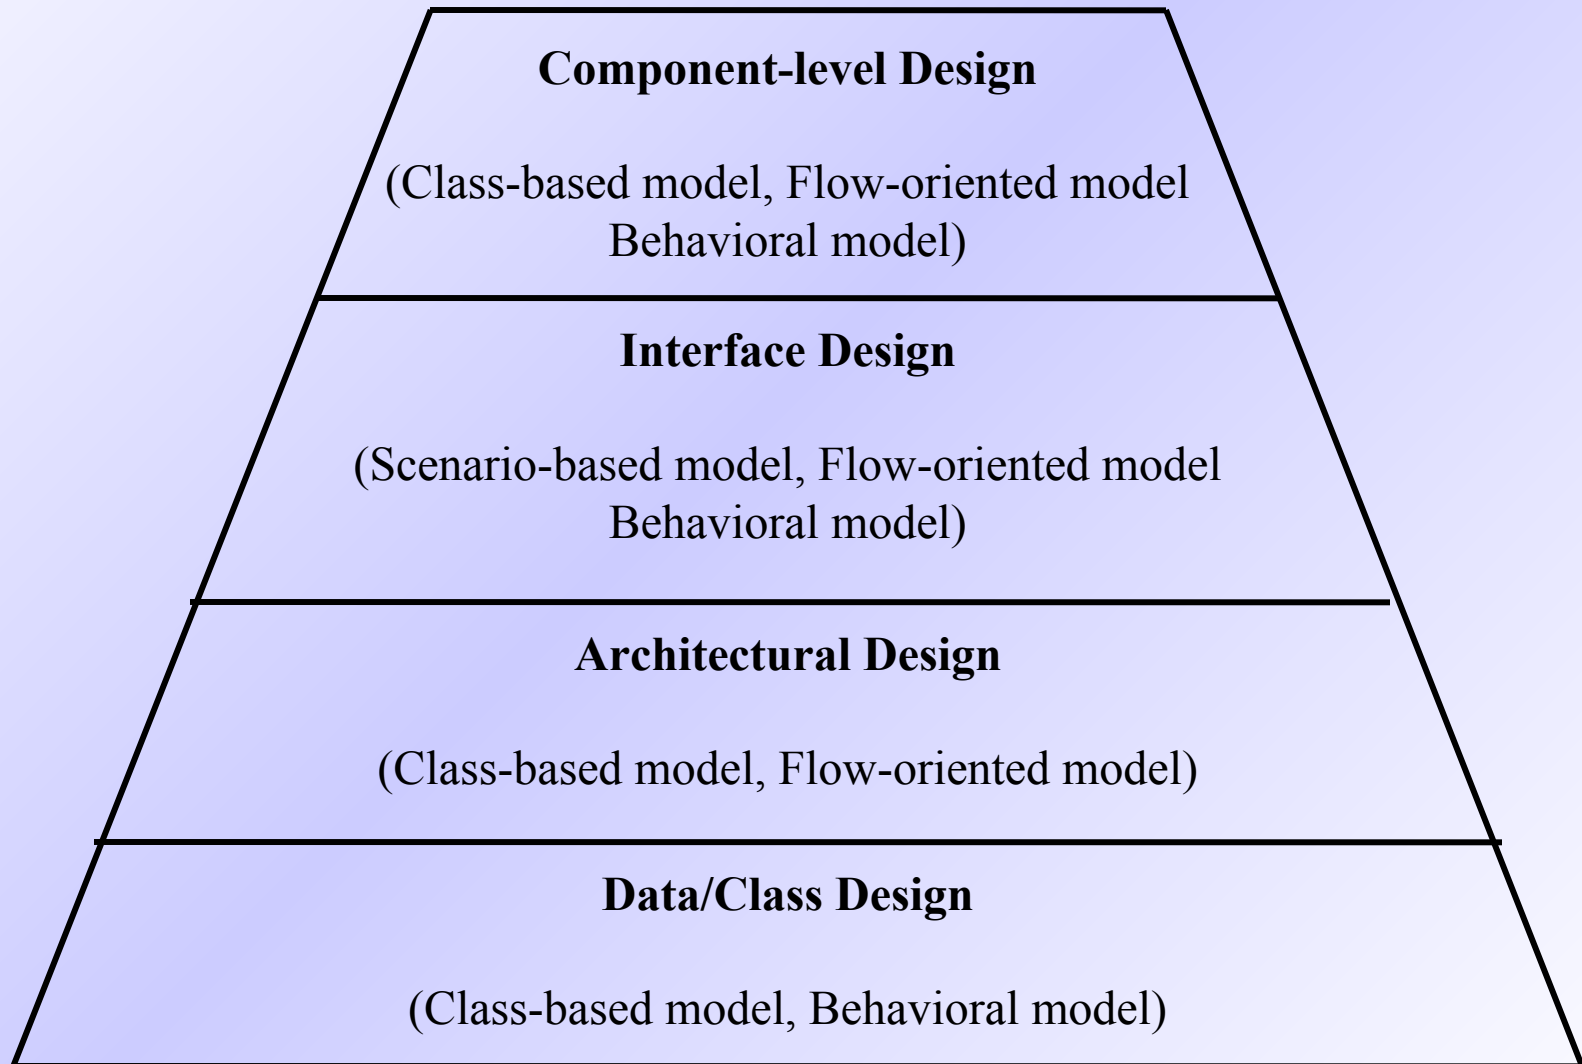 Component-level Design
(Class-based model, Flow-oriented model
Behavioral model)
Interface Design
(Scenario-based model, Flow-oriented model
Behavioral model)
Architectural Design
(Class-based model, Flow-oriented model)
Data/Class Design
(Class-based model, Behavioral model)